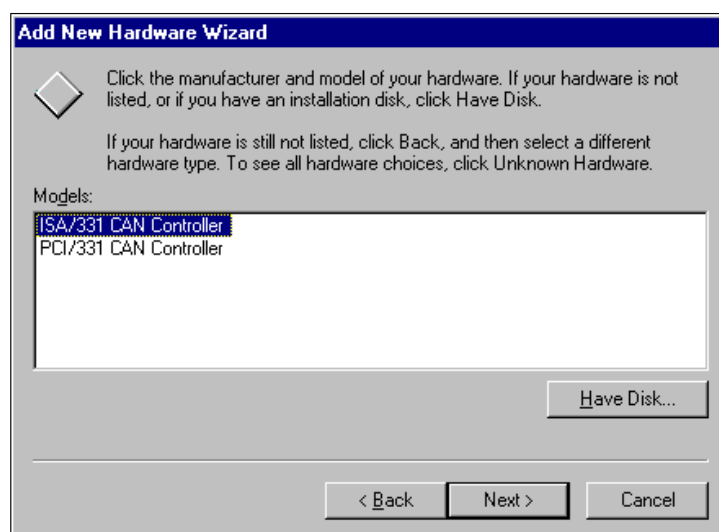 Add New Hardware Wizard
Click the manufacturer and model of your hardware. If your hardware is not
listed, or if you have an installation disk, click Have Disk.
If your hardware is still not listed, click Back, and then select a different
hardware type. To see all hardware choices, click Unknown Hardware.
Models:
ISA/331 CAN Controller
PCI/331 CAN Controller
Have Disk...
< Back
Next >
Cancel